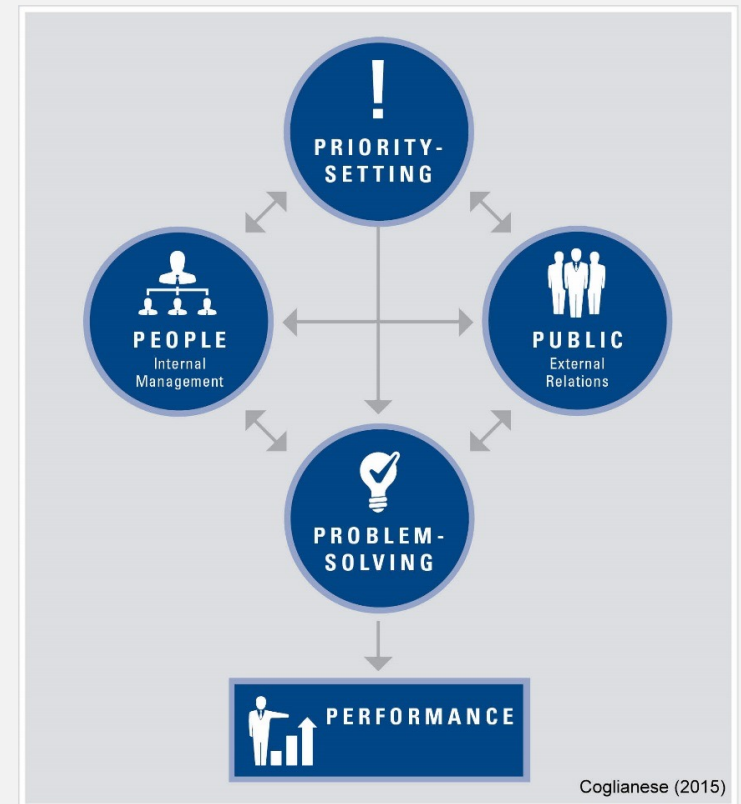 !
PRIORITY-
SETTING
PEOPLE
Internal
Management
PUBLIC
External
Relations
PROBLEM-
SOLVING
PERFORMANCE
Coglianese (2015)